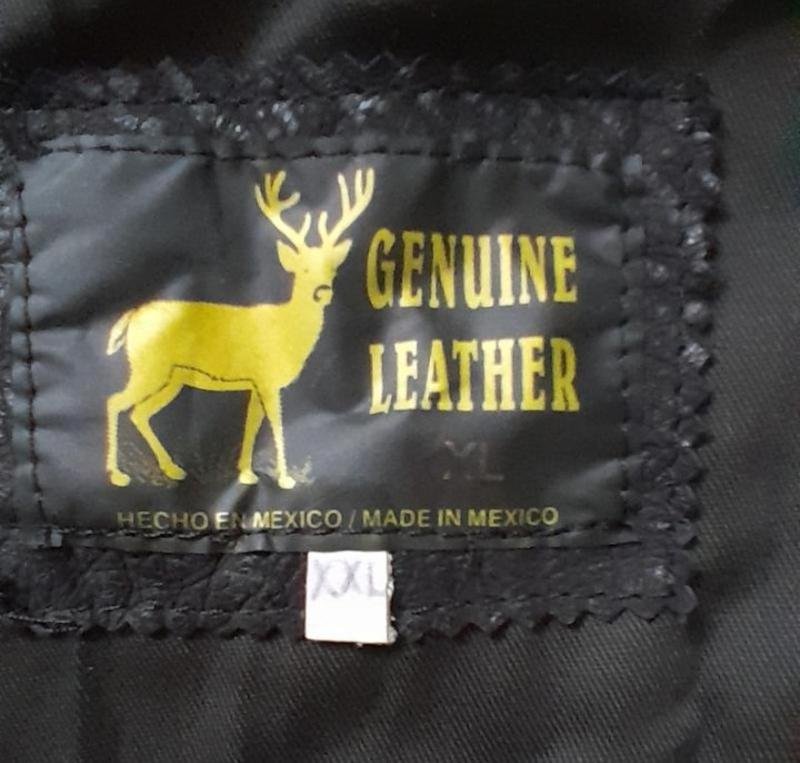 GENUINE
LEATHER
XL
HECHO EN MEXICO / MADE IN MEXICO
XXL